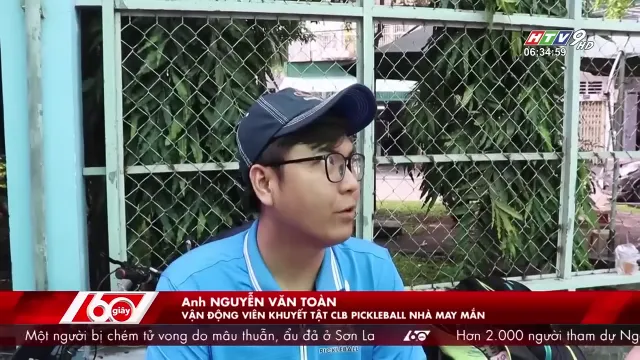 HTV9 HD
06:34:59
60 giây
Anh NGUYỄN VĂN TOÀN
VẬN ĐỘNG VIÊN KHUYẾT TẬT CLB PICKLEBALL NHÀ MAY MẮN
Một người bị chém tử vong do mâu thuẫn, ẩu đả ở Sơn La
60 giây
Hơn 2.000 người tham dự
PICKLEBALL